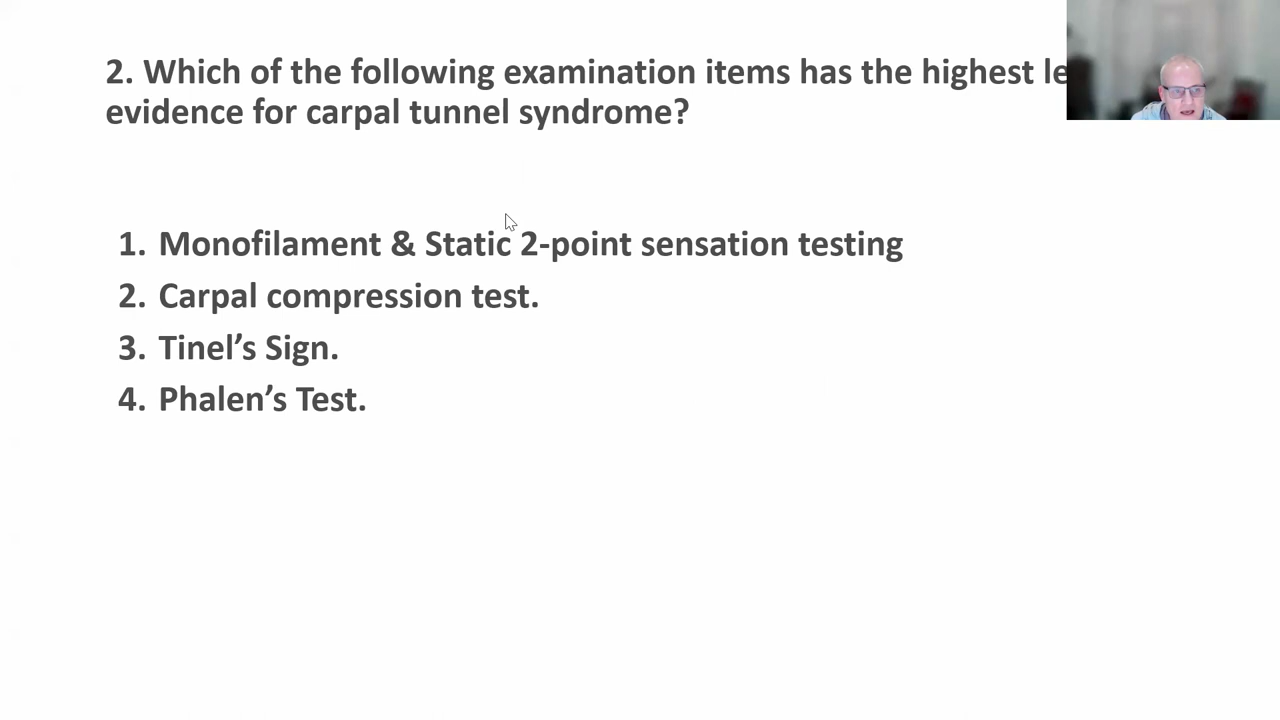 2. Which of the following examination items has the highest
evidence for carpal tunnel syndrome?
1. Monofilament & Static 2-point sensation testing
2. Carpal compression test.
3. Tinel’s Sign.
4. Phalen’s Test.